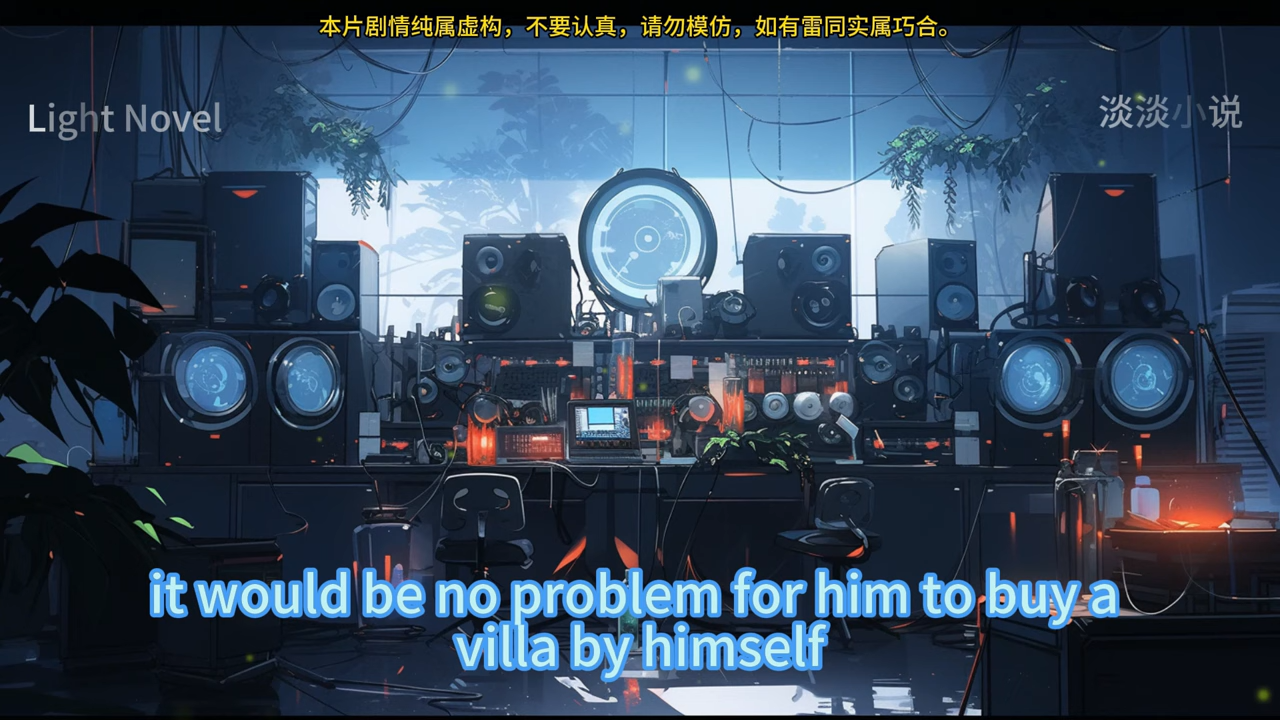 本片剧情纯属虚构，不要认真，请勿模仿，如有雷同实属巧合。
Light Novel
淡淡小说
it would be no problem for him to buy a
villa by himself